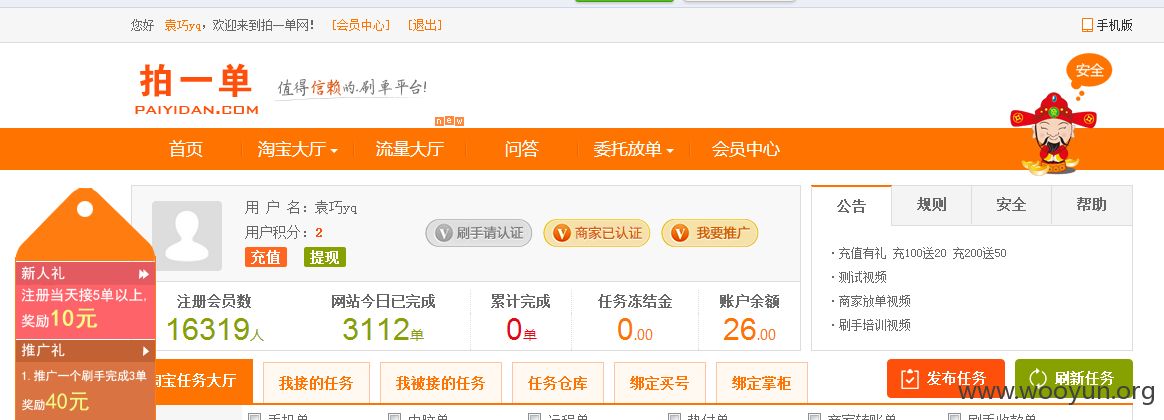 您好 袁巧yq，欢迎来到拍一单网! [会员中心] [退出] 手机版
拍一单
PAIYIDAN.COM
值得信赖的.刷单平台!
安全
new
首页 淘宝大厅 流量大厅 问答 委托放单 会员中心
用 户 名：袁巧yq
用户积分：2
充值 提现
刷手请认证 商家已认证 我要推广
公告 规则 安全 帮助
· 充值有礼 充100送20 充200送50
· 测试视频
· 商家放单视频
· 刷手培训视频
新人礼
注册当天接5单以上,
奖励10元
推广礼
1. 推广一个刷手完成3单
奖励40元
注册会员数 网站今日已完成 累计完成 任务冻结金 账户余额
16319人 3112单 0单 0.00 26.00
淘宝任务大厅 我接的任务 我被接的任务 任务仓库 绑定买号 绑定掌柜 发布任务 刷新任务
手机单 电脑单 远程单 垫付单 商家转账单 刷手收款单
www.wooyun.org